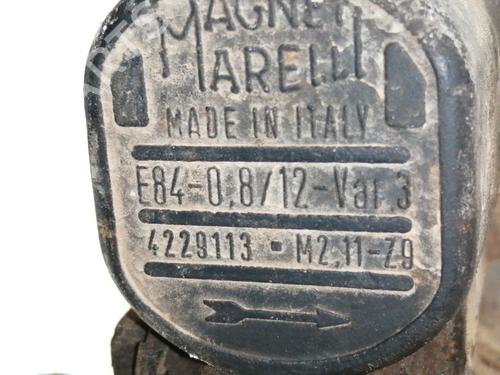 MAGNETI
MARELLI
MADE IN ITALY
E84-0,8/12-Var.3
4229113 • M2,11-Z9